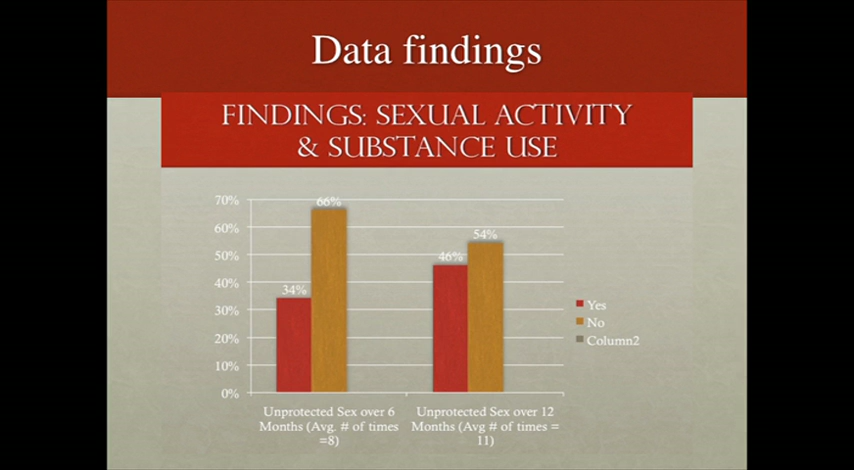 Data findings
FINDINGS: SEXUAL ACTIVITY
& SUBSTANCE USE
70%
60%
50%
40%
30%
20%
10%
0%
34%
66%
46%
54%
Unprotected Sex over 6
Months (Avg. # of times
=8)
Unprotected Sex over 12
Months (Avg # of times =
11)
Yes
No
Column2